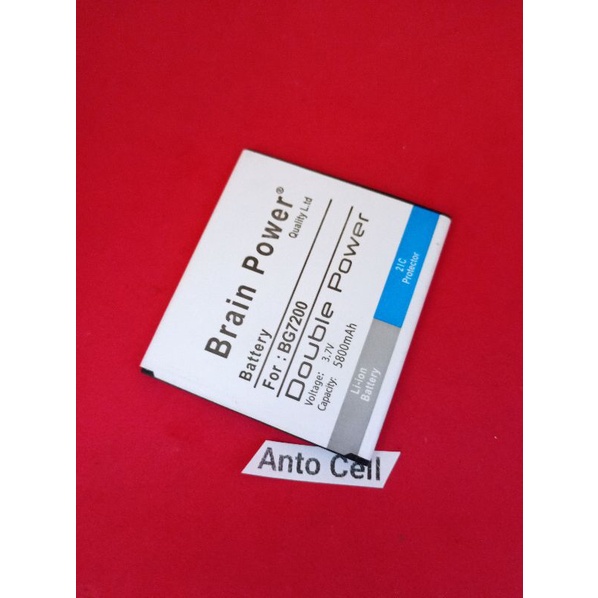 Brain Power®
Quality L.td
Battery
For : BG7200
Double Power
Voltage: 3.7V
Capacity: 5800mAh
Li-ion
Battery
2IC
Protector
Anto Cell